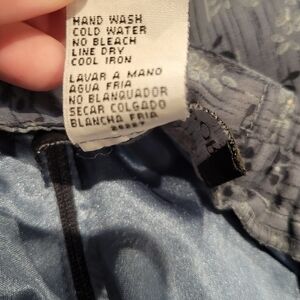 HAND WASH
COLD WATER
NO BLEACH
LINE DRY
COOL IRON
LAVAR A MANO
AGUA FRIA
NO BLANQUADOR
SECAR COLGADO
BLANCHA FRIA